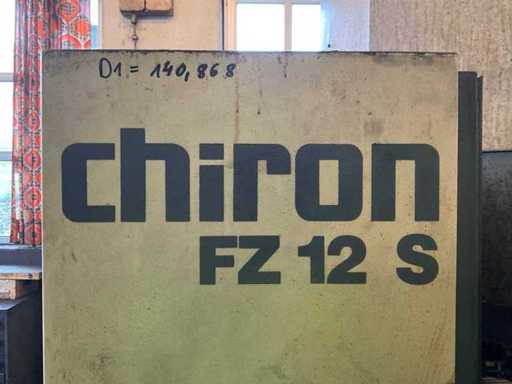 D1 = 140,868
chiron
FZ 12 S